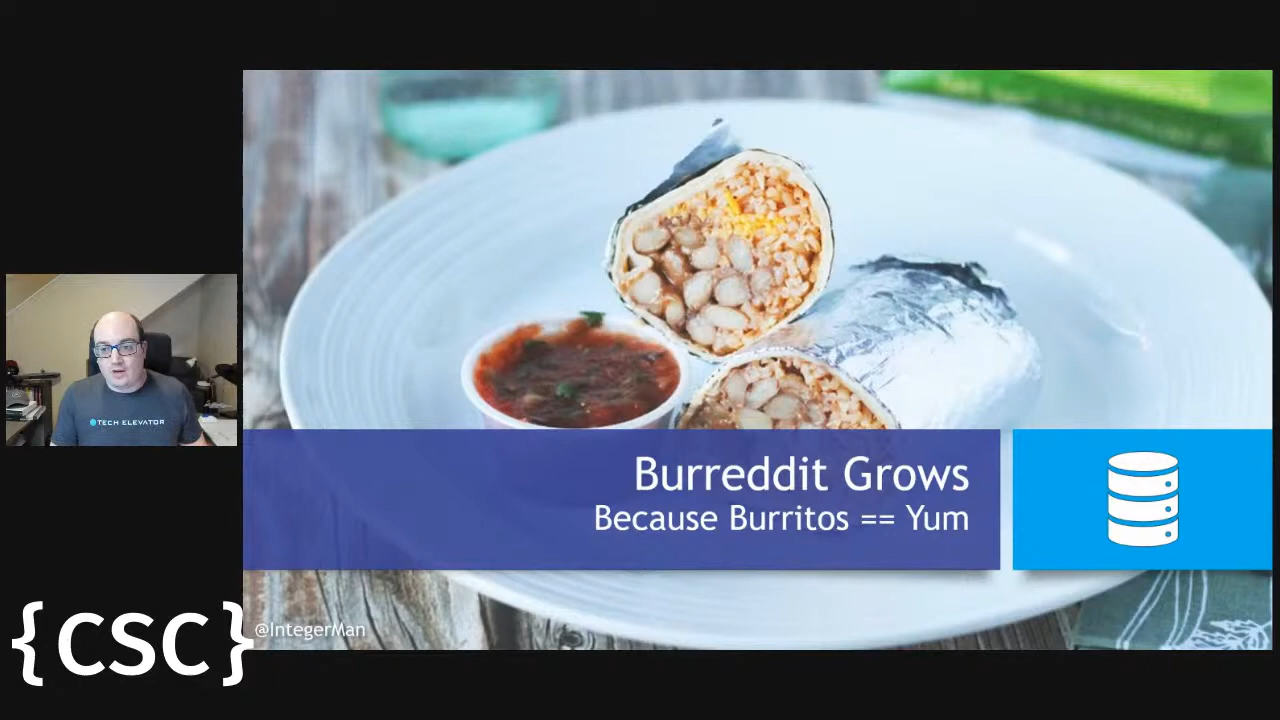 TECH ELEVATOR
Burreddit Grows
Because Burritos == Yum
@IntegerMan
{CSC}